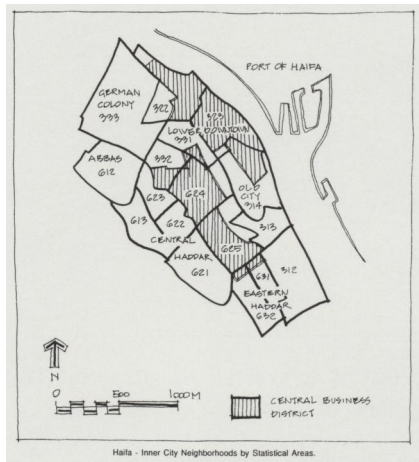 PORT OF HAIFA
GERMAN
COLONY
333
322
323
LOWER DOWNTOWN
331
ABBAS
612
332
623
624
OLD
CITY
314
613
622
313
CENTRAL
HADDAR
625
621
631
312
EASTERN
HADDAR
632
N
0
500
1000M
CENTRAL BUSINESS
DISTRICT
Haifa - Inner City Neighborhoods by Statistical Areas.